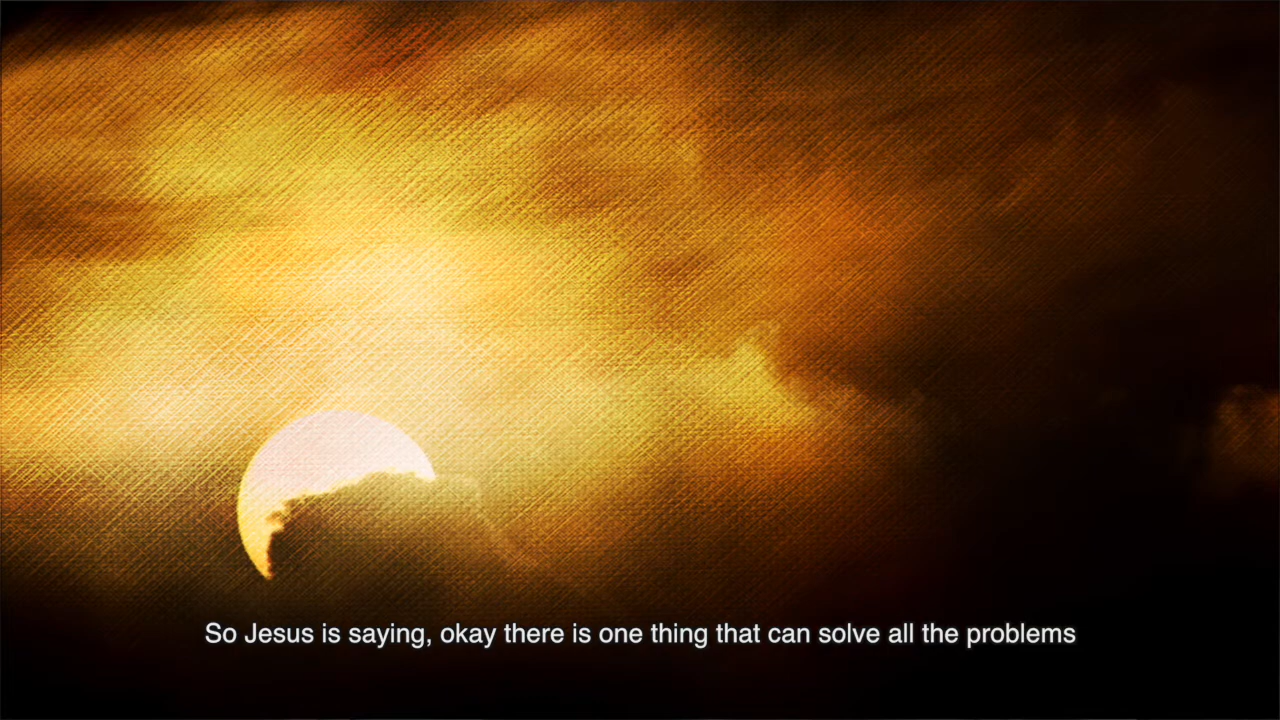 So Jesus is saying, okay there is one thing that can solve all the problems